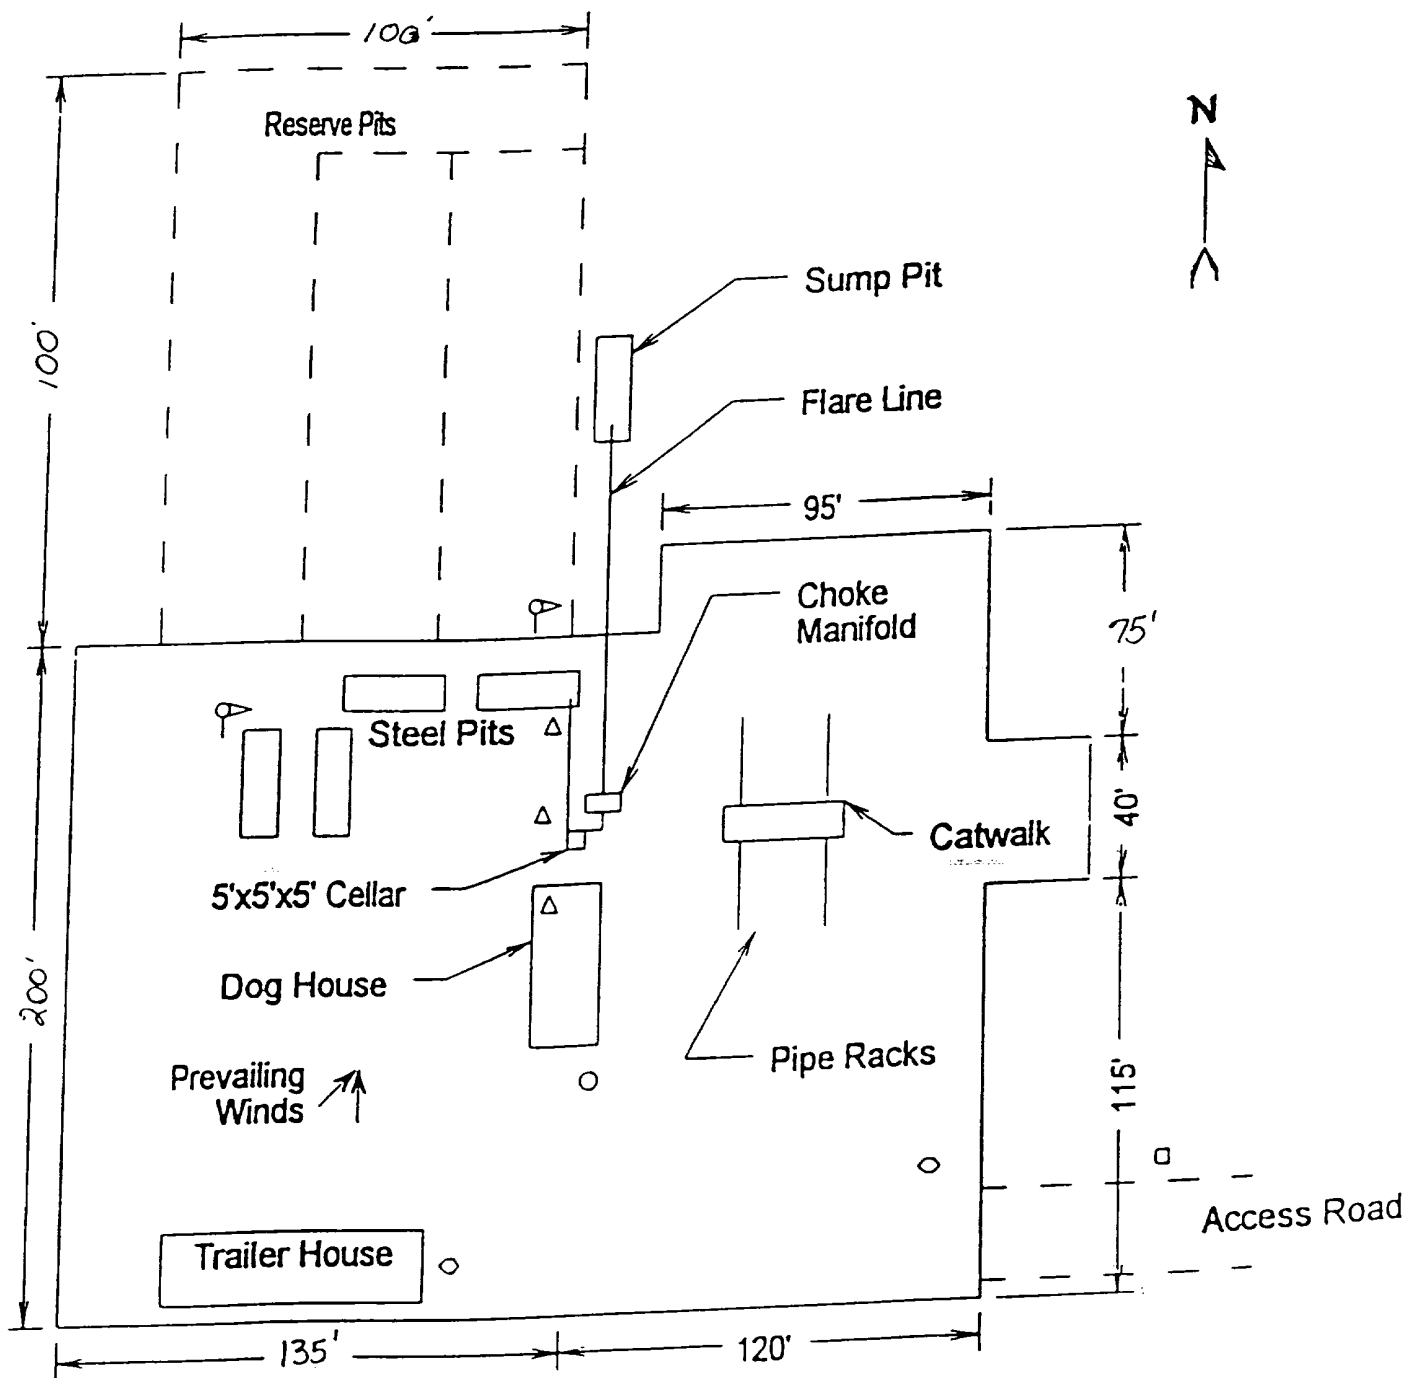 100'
N
Reserve Pits
Sump Pit
100'
Flare Line
95'
Choke
Manifold
75'
Steel Pits
40'
Catwalk
5'x5'x5' Cellar
Dog House
200'
Pipe Racks
Prevailing
Winds
115'
Access Road
Trailer House
135'
120'